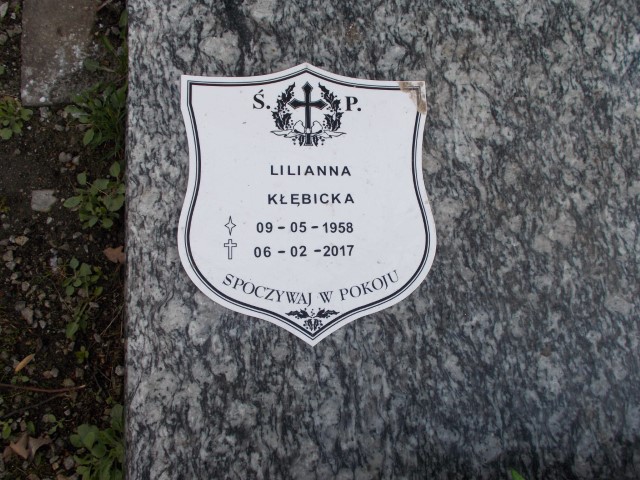 Ś. P.
LILIANNA
KŁĘBICKA
09 - 05 - 1958
06 - 02 - 2017
SPOCZYWAJ W POKOJU